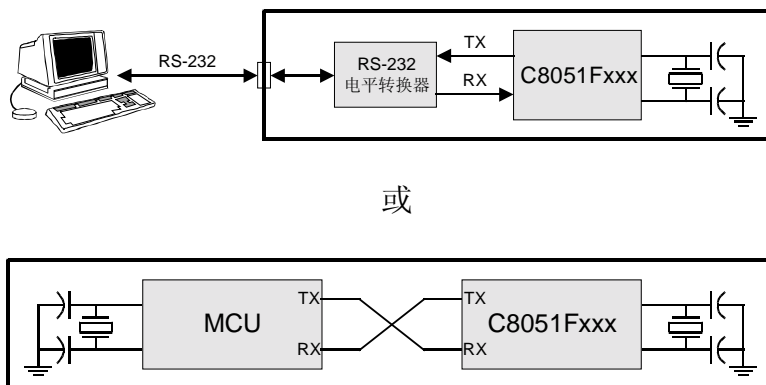 RS-232
RS-232
电平转换器
TX
RX
C8051Fxxx
或
MCU
TX
RX
TX
RX
C8051Fxxx